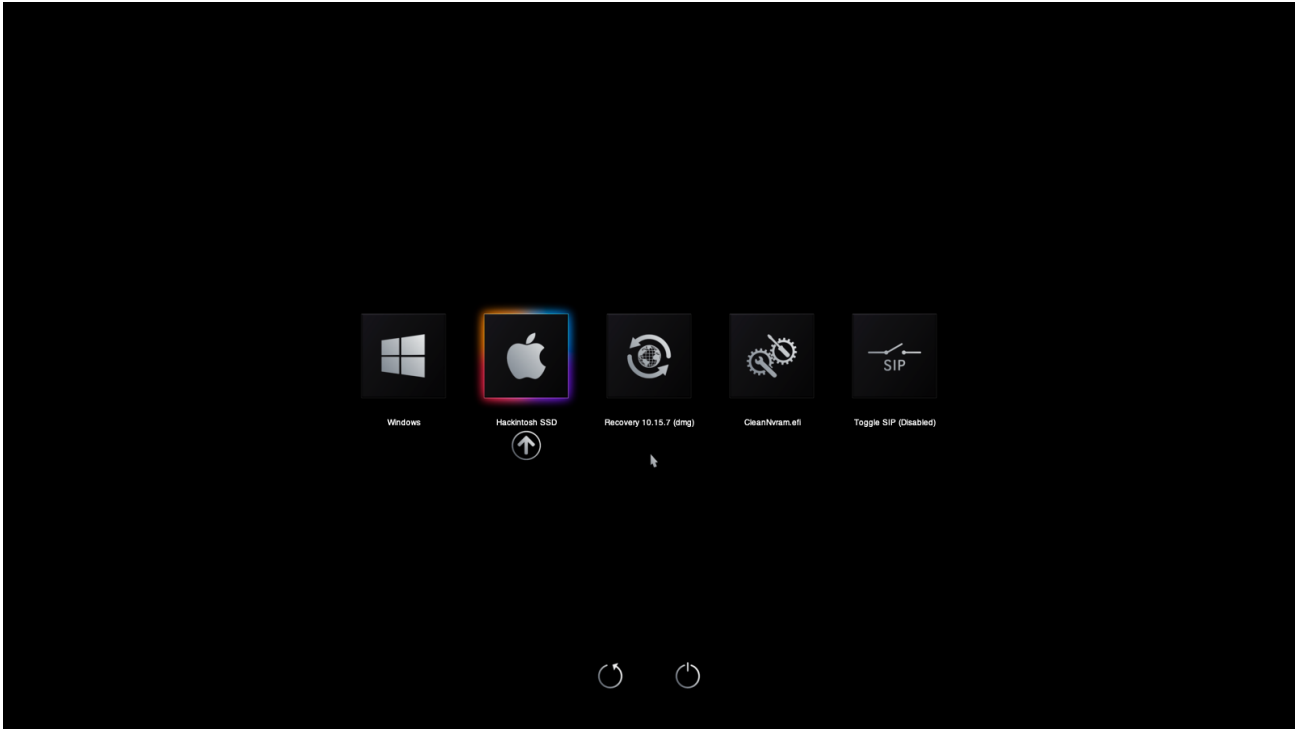 SIP
Windows
Hackintosh SSD
Recovery 10.15.7 (dmg)
CleanNvram.efi
Toggle SIP (Disabled)